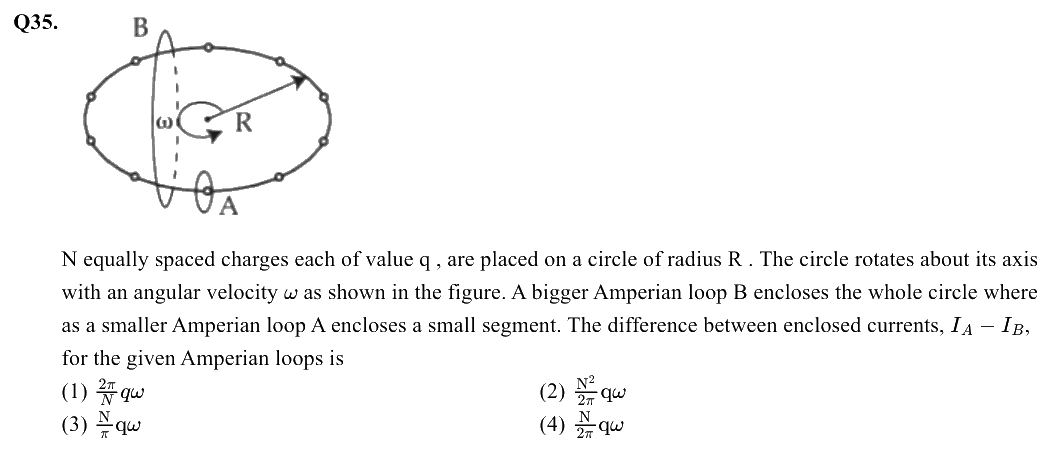 Q35.
B
ω
R
A
N equally spaced charges each of value q , are placed on a circle of radius R . The circle rotates about its axis
with an angular velocity ω as shown in the figure. A bigger Amperian loop B encloses the whole circle where
as a smaller Amperian loop A encloses a small segment. The difference between enclosed currents, I_A − I_B,
for the given Amperian loops is
(1) 2π/N qω (2) N²/2π qω
(3) N/π qω (4) N/2π qω